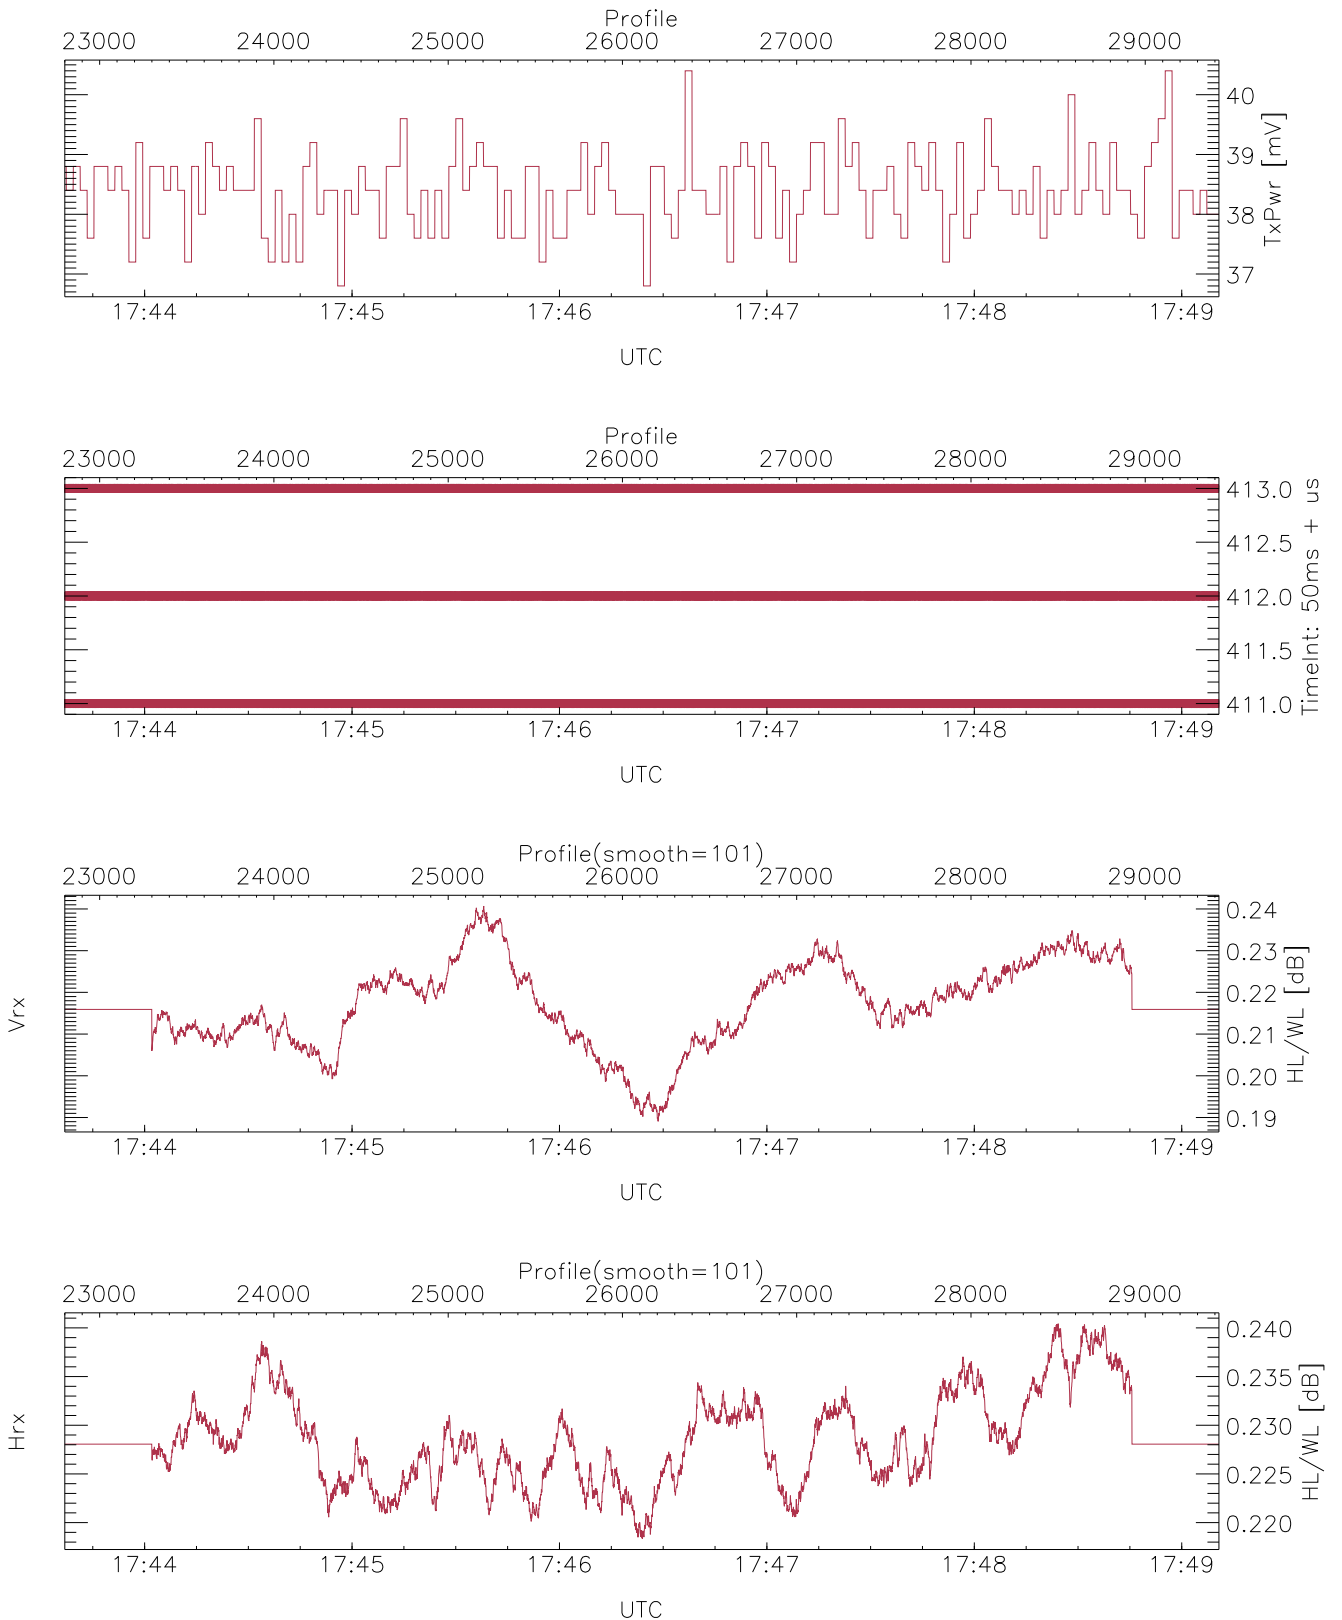 Profile
23000 24000 25000 26000 27000 28000 29000
40
39
38
37
TxPwr [mV]
17:44 17:45 17:46 17:47 17:48 17:49
UTC
Profile
23000 24000 25000 26000 27000 28000 29000
413.0
412.5
412.0
411.5
411.0
TimeInt: 50ms + us
17:44 17:45 17:46 17:47 17:48 17:49
UTC
Profile(smooth=101)
23000 24000 25000 26000 27000 28000 29000
Vrx
0.24
0.23
0.22
0.21
0.20
0.19
HL/WL [dB]
17:44 17:45 17:46 17:47 17:48 17:49
UTC
Profile(smooth=101)
23000 24000 25000 26000 27000 28000 29000
Hrx
0.240
0.235
0.230
0.225
0.220
HL/WL [dB]
17:44 17:45 17:46 17:47 17:48 17:49
UTC